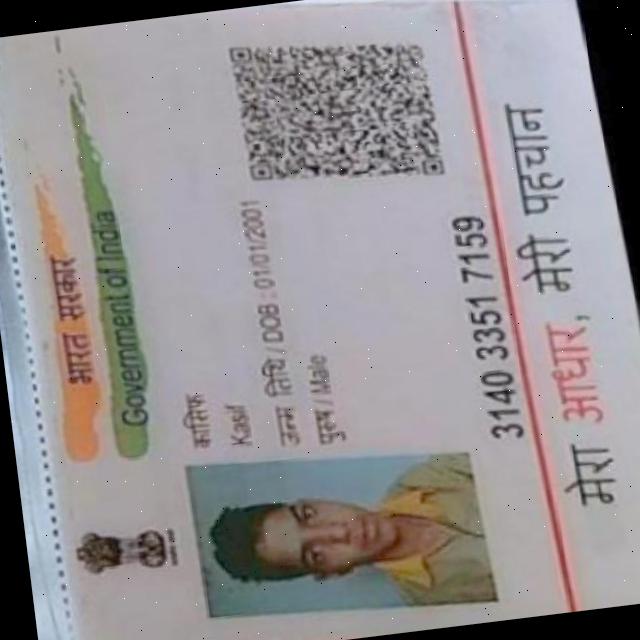 भारत सरकार
Government of India
कासिफ
Kasif
जन्म तिथि / DOB : 01/01/2001
पुरुष / Male
3140 3351 7159
मेरा आधार, मेरी पहचान